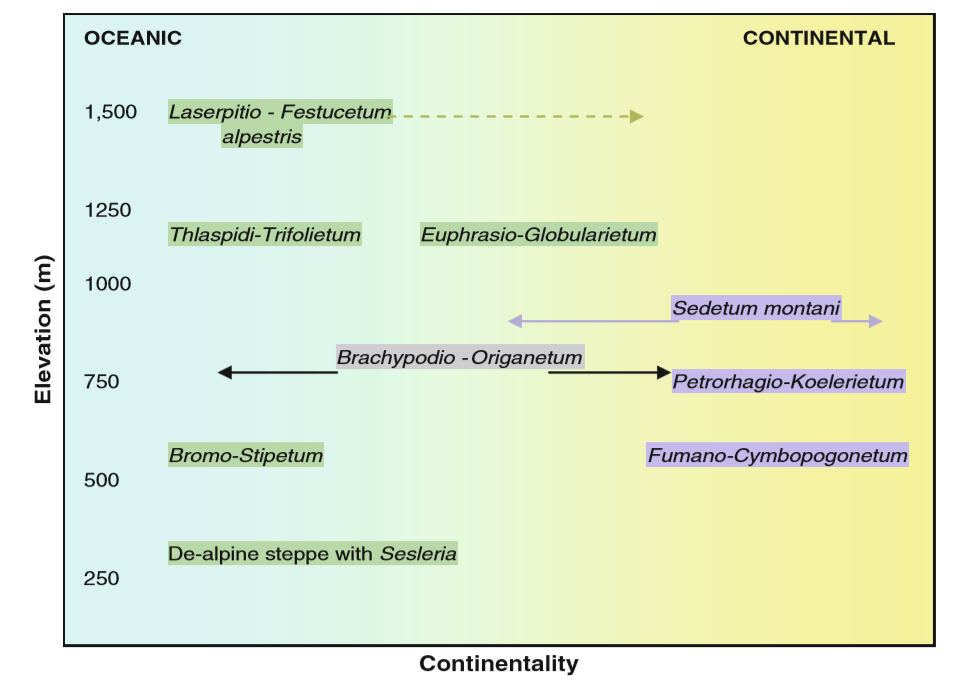 OCEANIC
CONTINENTAL
1,500
Laserpitio - Festucetum
alpestris
1250
Thlaspidi-Trifolietum
Euphrasio-Globularietum
1000
Sedetum montani
Brachypodio - Origanetum
750
Petrorhagio-Koelerietum
Bromo-Stipetum
Fumano-Cymbopogonetum
500
De-alpine steppe with Sesleria
250
Elevation (m)
Continentality